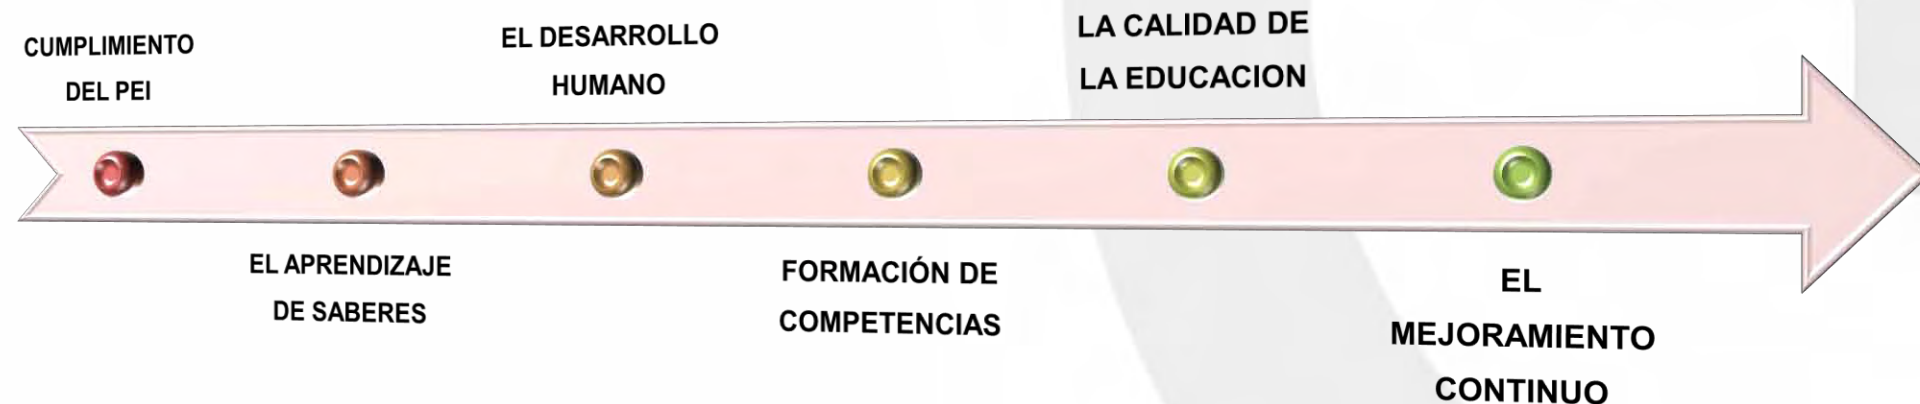 CUMPLIMIENTO
DEL PEI
EL APRENDIZAJE
DE SABERES
EL DESARROLLO
HUMANO
FORMACIÓN DE
COMPETENCIAS
LA CALIDAD DE
LA EDUCACION
EL
MEJORAMIENTO
CONTINUO